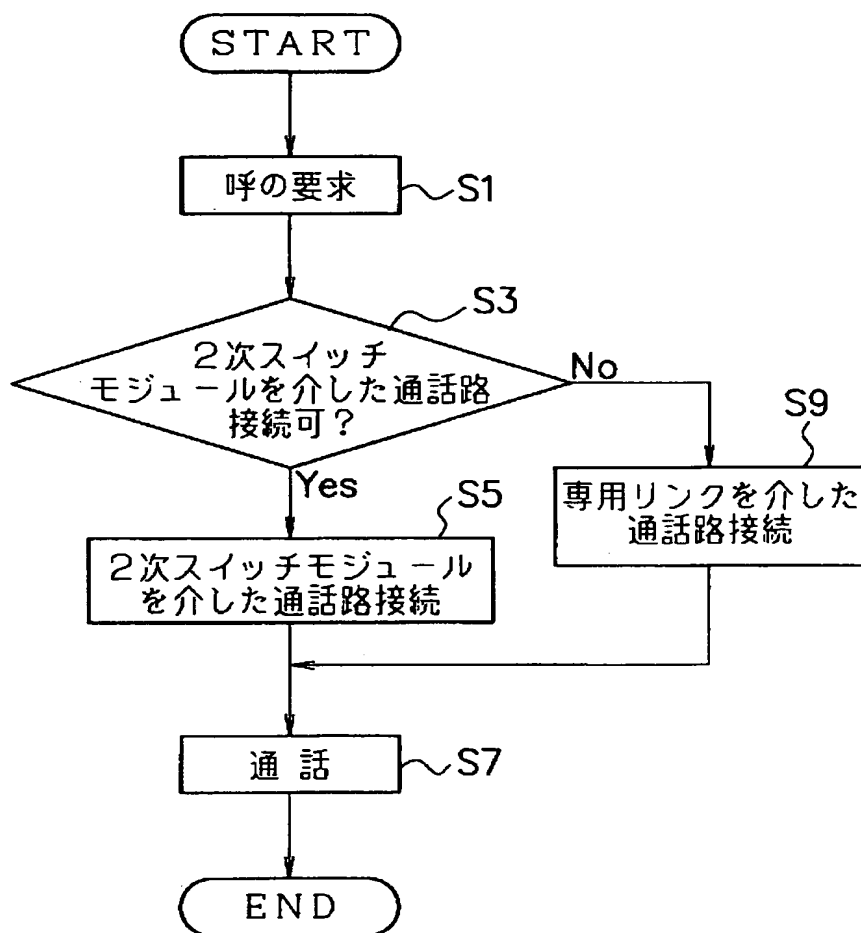 START
呼の要求
S1
S3
2次スイッチ
モジュールを介した通話路
接続可?
No
Yes
S9
専用リンクを介した
通話路接続
S5
2次スイッチモジュール
を介した通話路接続
通 話
S7
END